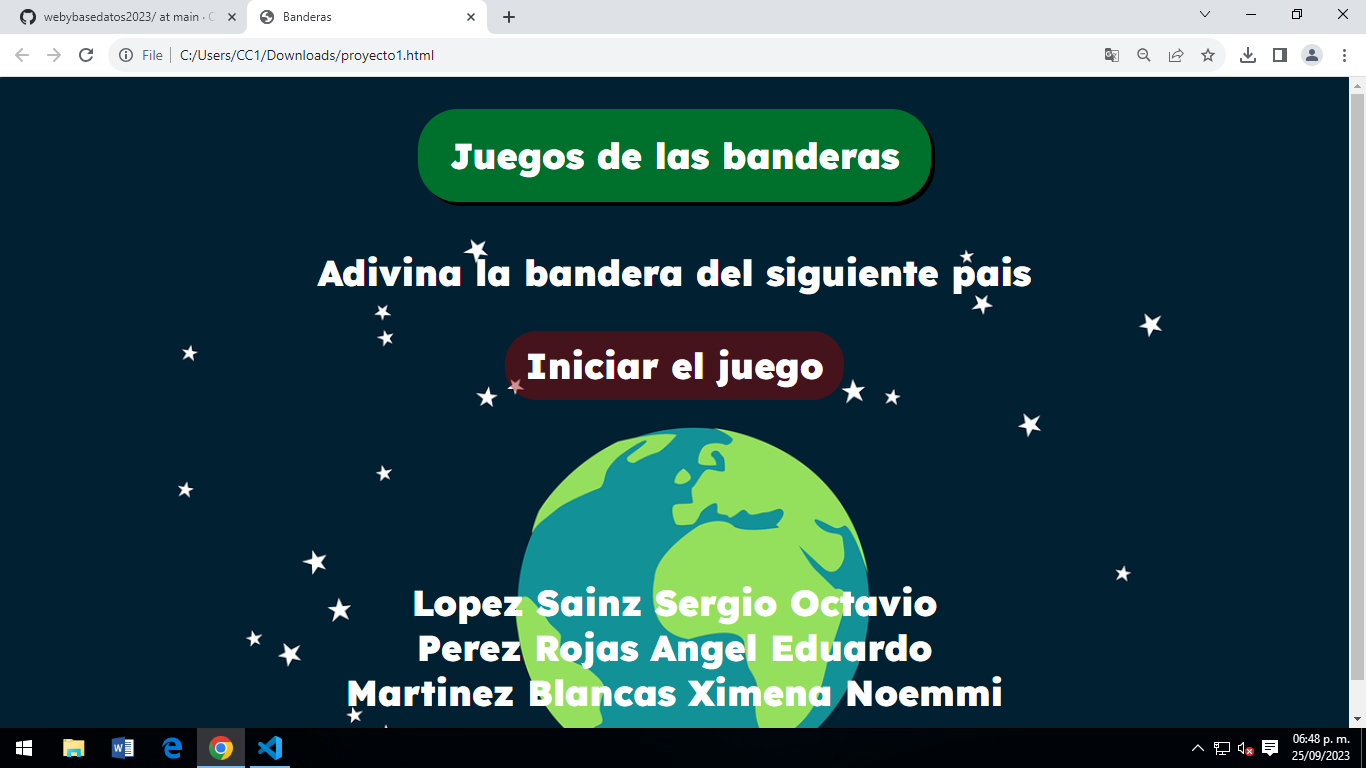 webybasedatos2023/ at main ·
Banderas
File
C:/Users/CC1/Downloads/proyecto1.html
Juegos de las banderas
Adivina la bandera del siguiente pais
Iniciar el juego
Lopez Sainz Sergio Octavio
Perez Rojas Angel Eduardo
Martinez Blancas Ximena Noemmi
06:48 p. m.
25/09/2023